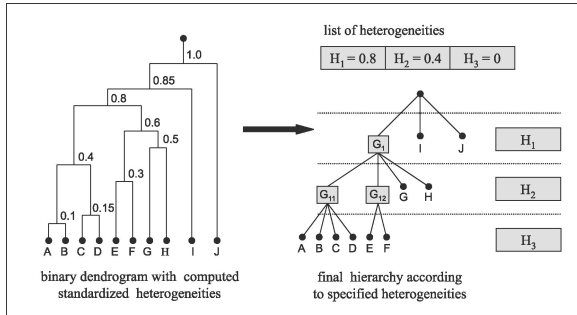 list of heterogeneities
H1 = 0.8 H2 = 0.4 H3 = 0
1.0
0.85
0.8
0.6
0.5
0.4
0.3
0.15
0.1
A B C D E F G H I J
G1 I J H1
G11 G12 G H H2
A B C D E F H3
binary dendrogram with computed
standardized heterogeneities
final hierarchy according
to specified heterogeneities